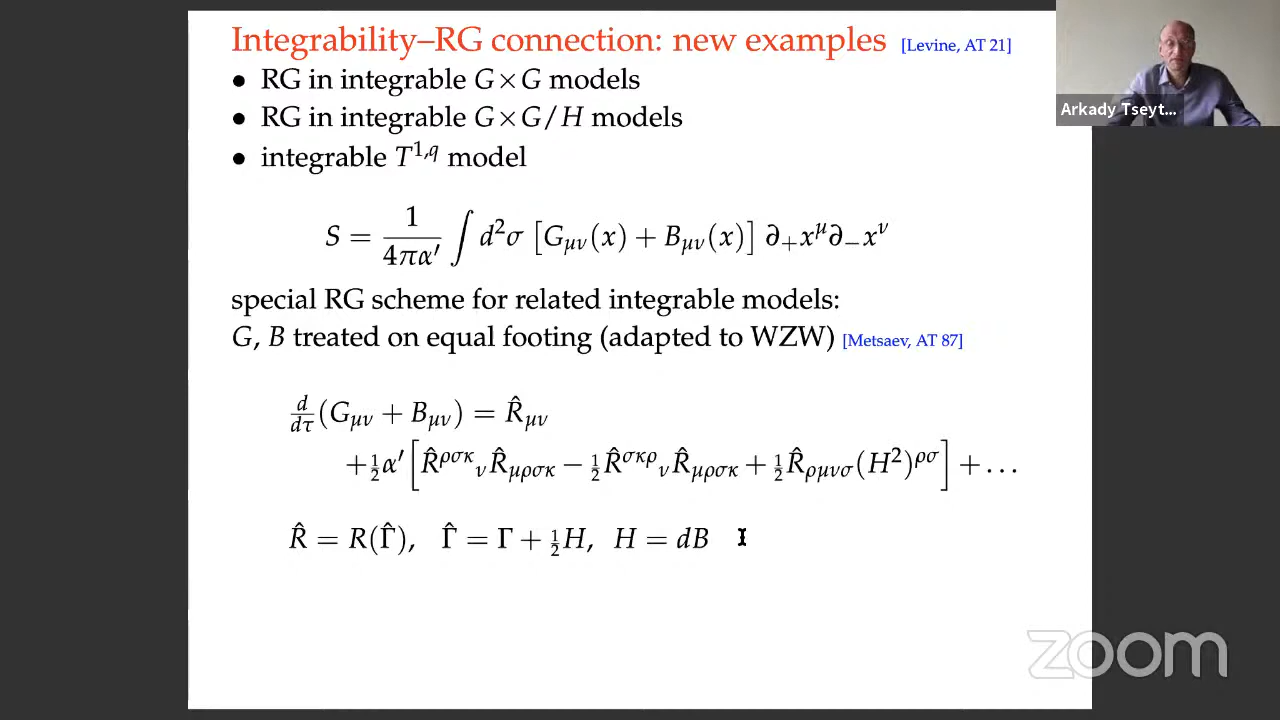 Integrability–RG connection: new examples [Levine, AT 21]
• RG in integrable G×G models
• RG in integrable G×G/H models
• integrable T^{1,q} model
S = \frac{1}{4πα′} ∫ d²σ [G_{μν}(x) + B_{μν}(x)] ∂₊x^μ∂₋x^ν
special RG scheme for related integrable models:
G, B treated on equal footing (adapted to WZW) [Metsaev, AT 87]
\frac{d}{dτ}(G_{μν} + B_{μν}) = R̂_{μν}
+½α′[R̂^{ρσκ}{}_ν R̂_{μρσκ} − ½R̂^{σκρ}{}_ν R̂_{μρσκ} + ½R̂_{ρμνσ}(H²)^{ρσ}] + …
R̂ = R(Γ̂), Γ̂ = Γ + ½H, H = dB
Arkady Tseyt...
zoom